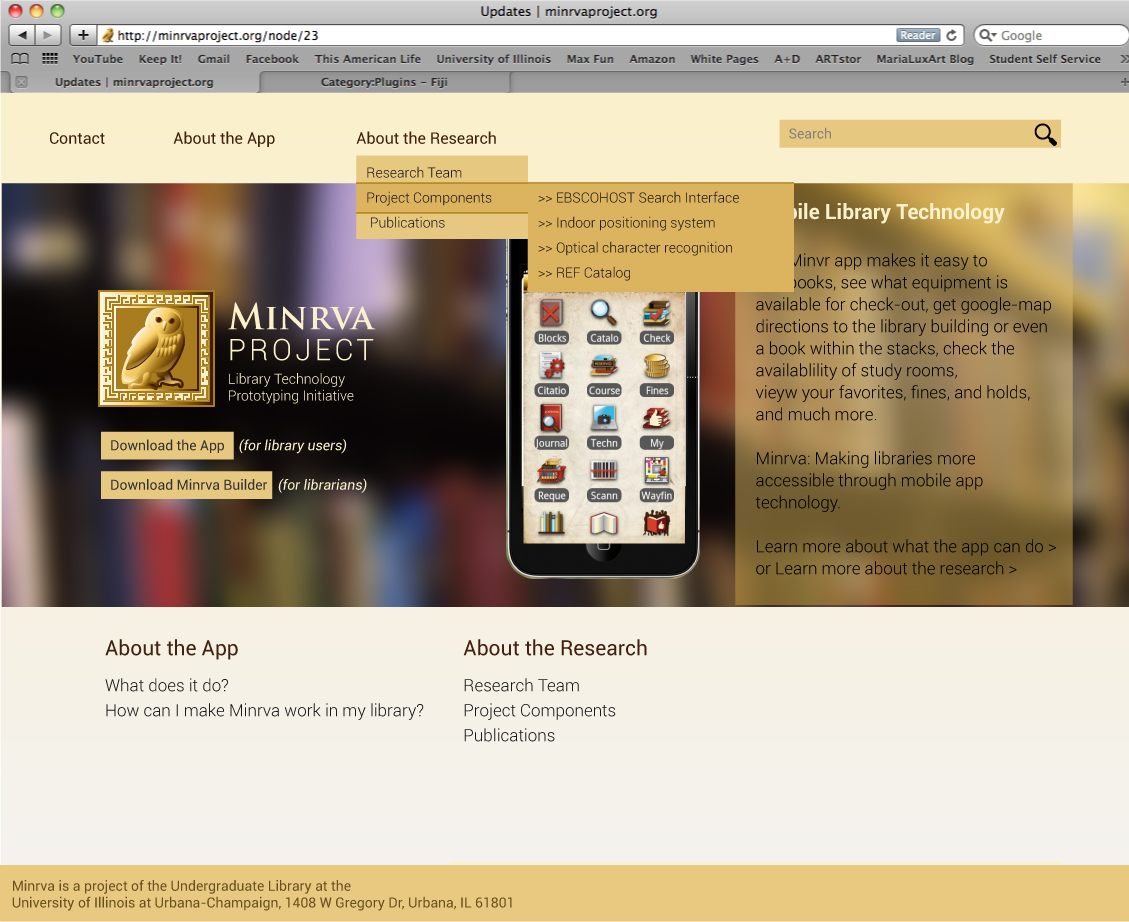 Updates | minrvaproject.org
http://minrvaproject.org/node/23
Reader
Google
YouTube Keep It! Gmail Facebook This American Life University of Illinois Max Fun Amazon White Pages A+D ARTstor MariaLuxArt Blog Student Self Service
Updates | minrvaproject.org
Category:Plugins – Fiji
Contact
About the App
About the Research
Search
Research Team
Project Components
Publications
>> EBSCOHOST Search Interface
>> Indoor positioning system
>> Optical character recognition
>> REF Catalog
MINRVA
PROJECT
Library Technology
Prototyping Initiative
Download the App (for library users)
Download Minrva Builder (for librarians)
Blocks Catalo Check
Citatio Course Fines
Journal Techn My
Reque Scann Wayfin
Library Technology
Minvr app makes it easy to
books, see what equipment is
available for check-out, get google-map
directions to the library building or even
a book within the stacks, check the
availablility of study rooms,
vieyw your favorites, fines, and holds,
and much more.
Minrva: Making libraries more
accessible through mobile app
technology.
Learn more about what the app can do >
or Learn more about the research >
About the App
What does it do?
How can I make Minrva work in my library?
About the Research
Research Team
Project Components
Publications
Minrva is a project of the Undergraduate Library at the
University of Illinois at Urbana-Champaign, 1408 W Gregory Dr, Urbana, IL 61801